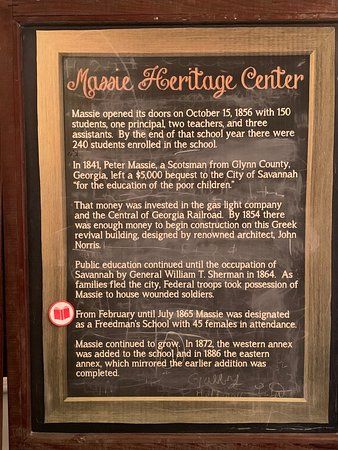 Massie Heritage Center
Massie opened its doors on October 15, 1856 with 150
students, one principal, two teachers, and three
assistants. By the end of that school year there were
240 students enrolled in the school.
In 1841, Peter Massie, a Scotsman from Glynn County,
Georgia, left a $5,000 bequest to the City of Savannah
"for the education of the poor children."
That money was invested in the gas light company
and the Central of Georgia Railroad. By 1854 there
was enough money to begin construction on this Greek
revival building, designed by renowned architect, John
Norris.
Public education continued until the occupation of
Savannah by General William T. Sherman in 1864. As
families fled the city, Federal troops took possession
of Massie to house wounded soldiers.
From February until July 1865 Massie was designated
as a Freedman's School with 45 females in attendance.
Massie continued to grow. In 1872, the western annex
was added to the school and in 1886 the eastern
annex, which mirrored the earlier addition was
completed.